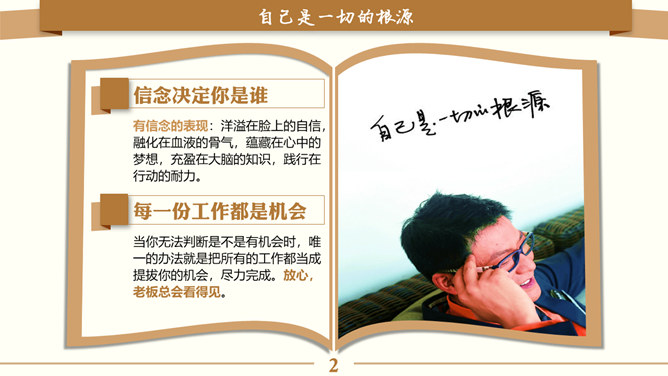 自己是一切的根源
信念决定你是谁
有信念的表现：洋溢在脸上的自信，
融化在血液的骨气，蕴藏在心中的
梦想，充盈在大脑的知识，践行在
行动的耐力。
每一份工作都是机会
当你无法判断是不是有机会时，唯
一的办法就是把所有的工作都当成
提拔你的机会，尽力完成。放心，
老板总会看得见。
自己是一切的根源
2